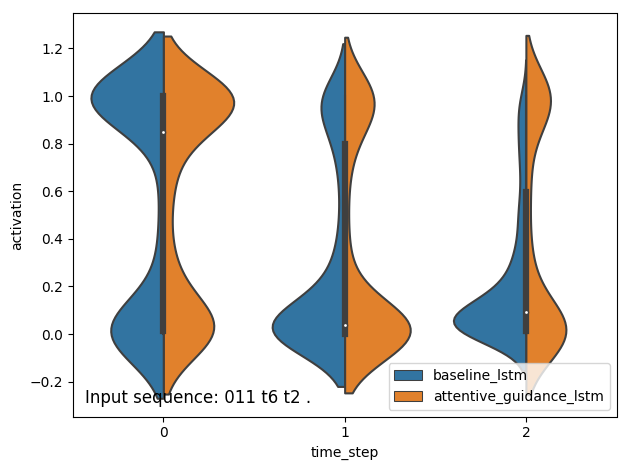 1.2
1.0
0.8
0.6
0.4
0.2
0.0
−0.2
activation
Input sequence: 011 t6 t2 .
baseline_lstm
attentive_guidance_lstm
0 1 2
time_step